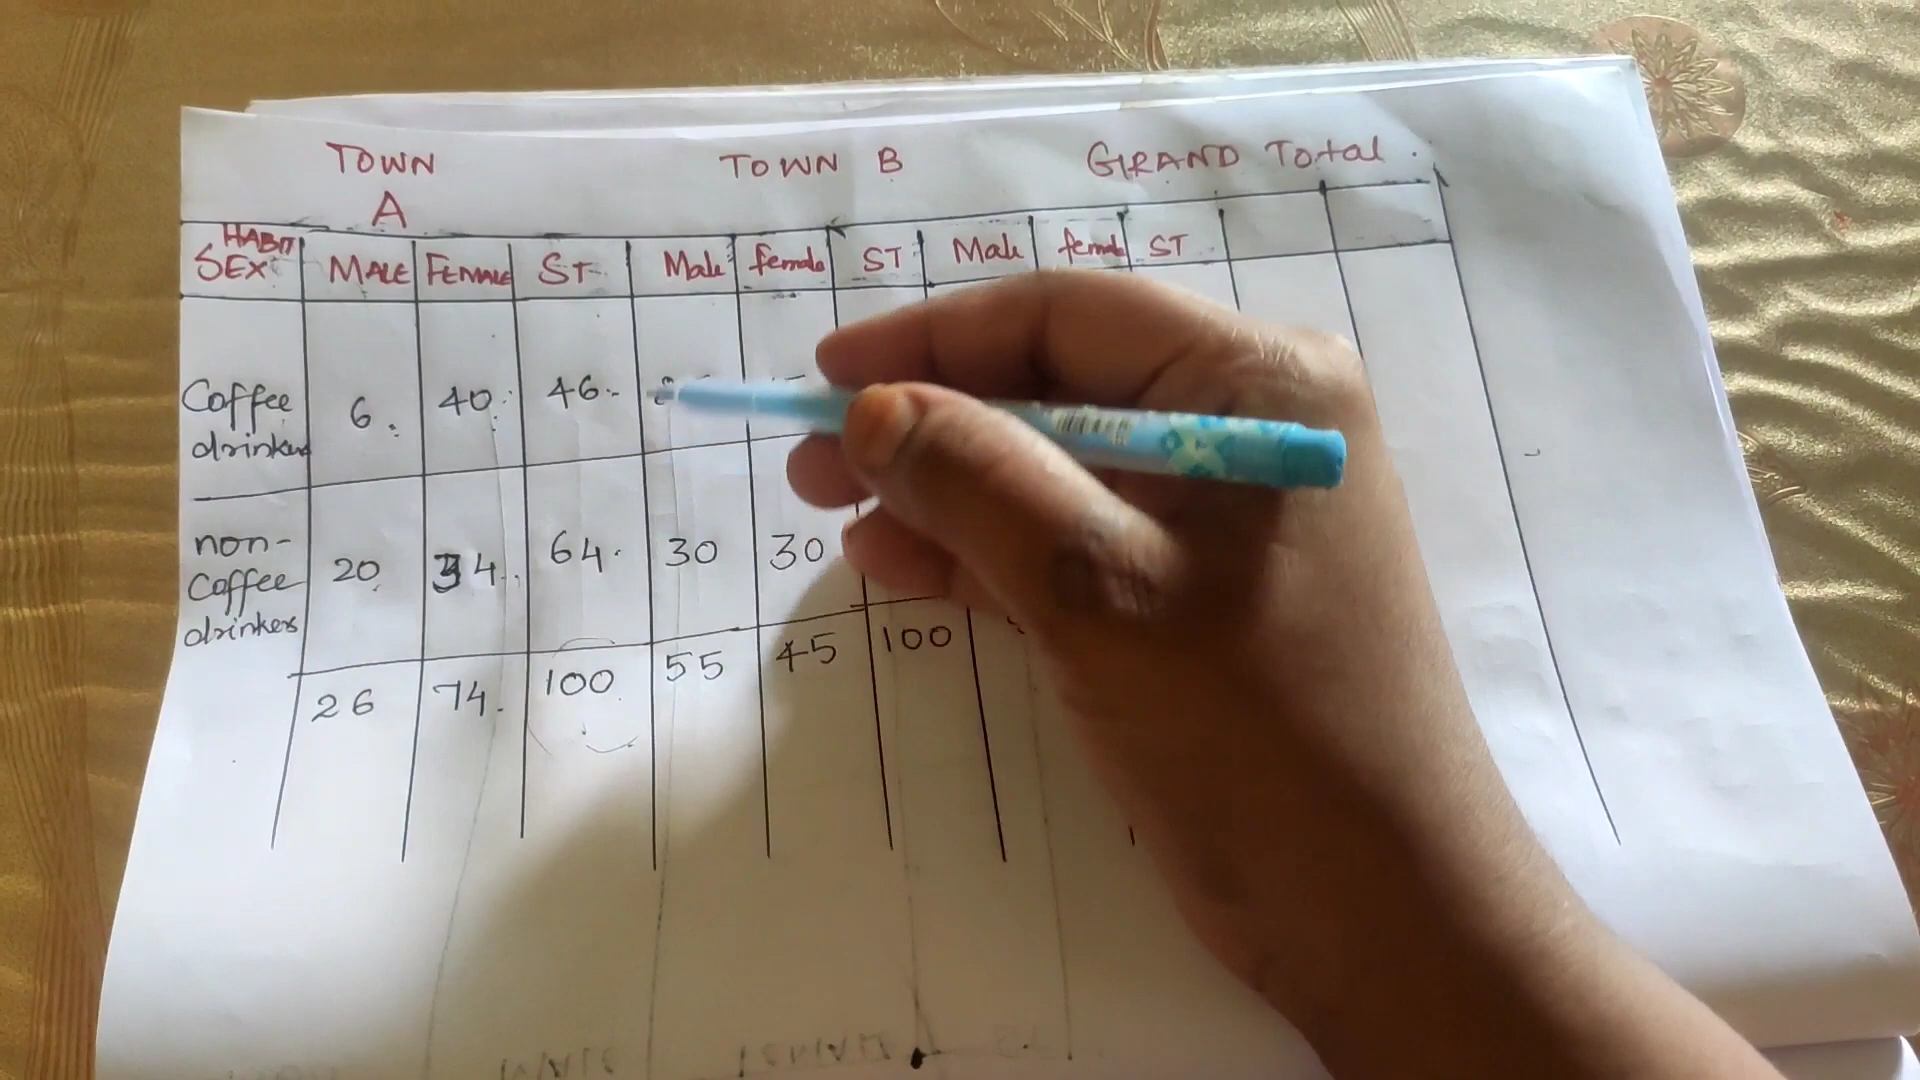 TOWN A TOWN B GRAND Total.
HABIT
SEX MALE FEMALE ST Male female ST Male female ST
Coffee drinkers 6. 40. 46.
non-Coffee drinkers 20 34. 64. 30 30
26 74. 100 55 45 100